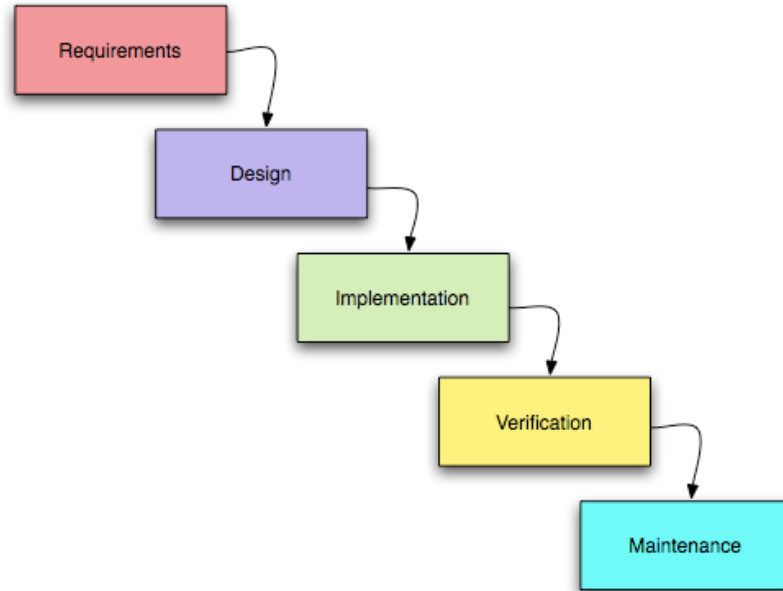 Requirements
Design
Implementation
Verification
Maintenance